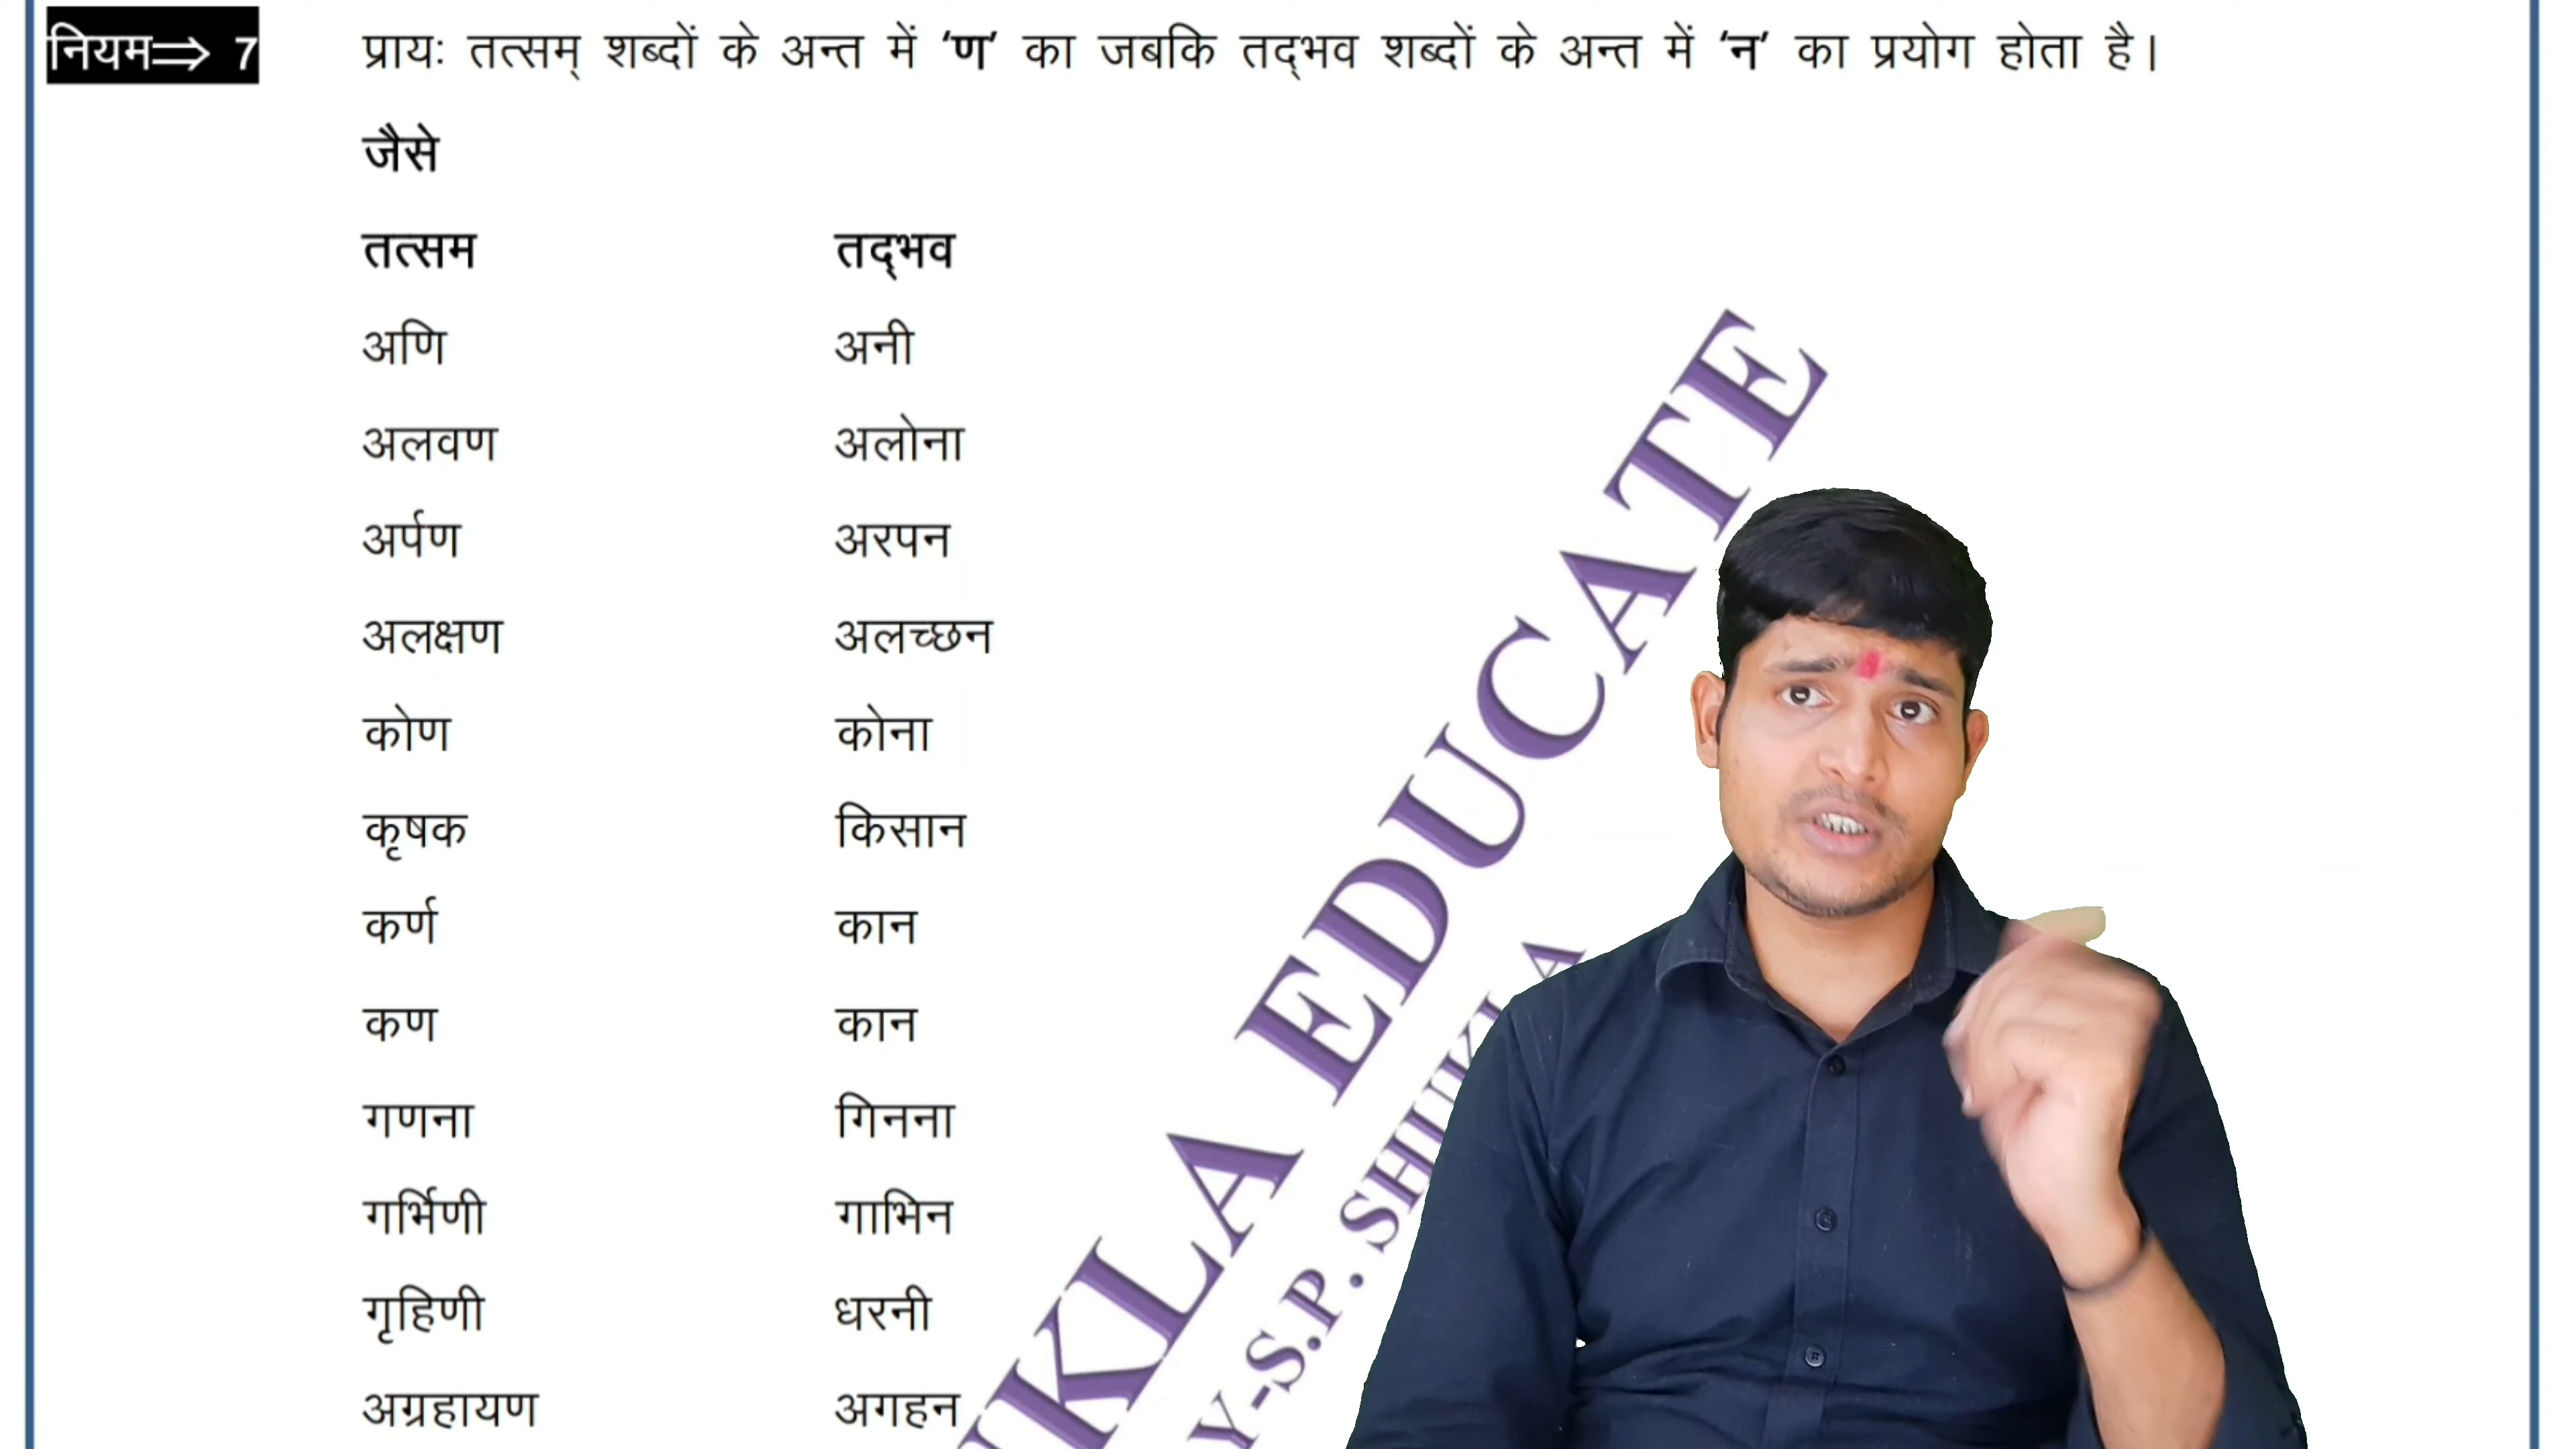 नियम⇒ 7 प्रायः तत्सम् शब्दों के अन्त में ‘ण’ का जबकि तद्भव शब्दों के अन्त में ‘न’ का प्रयोग होता है।
जैसे
तत्सम तद्भव
अणि अनी
अलवण अलोना
अर्पण अरपन
अलक्षण अलच्छन
कोण कोना
कृषक किसान
कर्ण कान
कण कान
गणना गिनना
गर्भिणी गाभिन
गृहिणी धरनी
अग्रहायण अगहन
EDUCATE
S.P. SHUKLA